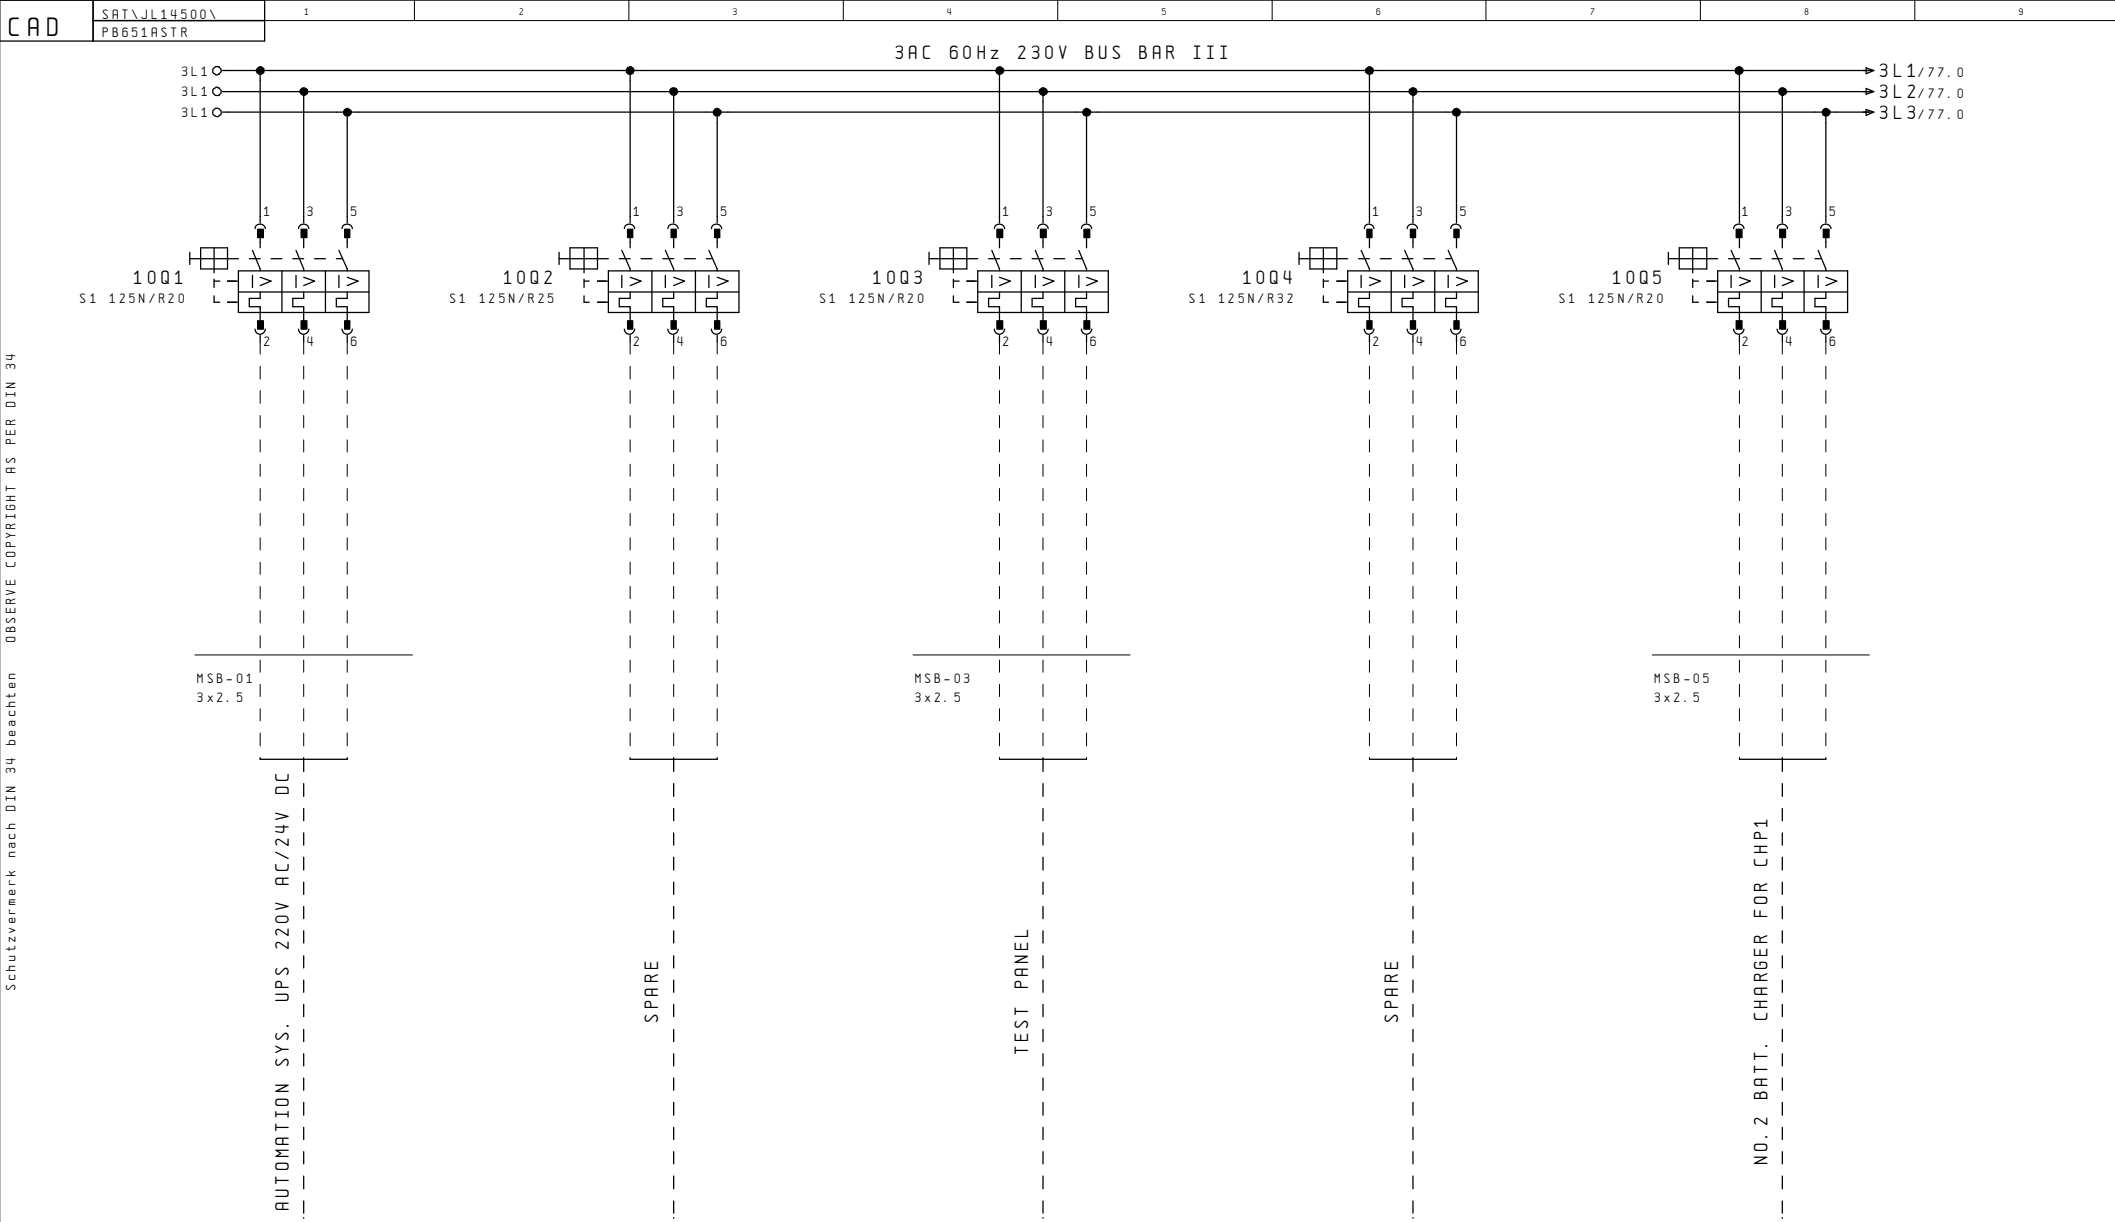 CAD
SAT\JL14500\
PB651ASTR
1 2 3 4 5 6 7 8 9
3AC 60Hz 230V BUS BAR III
3L1 3L1/77.0
3L1 3L2/77.0
3L1 3L3/77.0
1 3 5 1 3 5 1 3 5 1 3 5 1 3 5
10Q1 10Q2 10Q3 10Q4 10Q5
S1 125N/R20 S1 125N/R25 S1 125N/R20 S1 125N/R32 S1 125N/R20
I> I> I> I> I> I> I> I> I> I> I> I> I> I> I>
2 4 6 2 4 6 2 4 6 2 4 6 2 4 6
MSB-01 MSB-03 MSB-05
3x2.5 3x2.5 3x2.5
AUTOMATION SYS. UPS 220V AC/24V DC
SPARE
TEST PANEL
SPARE
NO.2 BATT. CHARGER FOR CHP1
Schutzvermerk nach DIN 34 beachten OBSERVE COPYRIGHT AS PER DIN 34